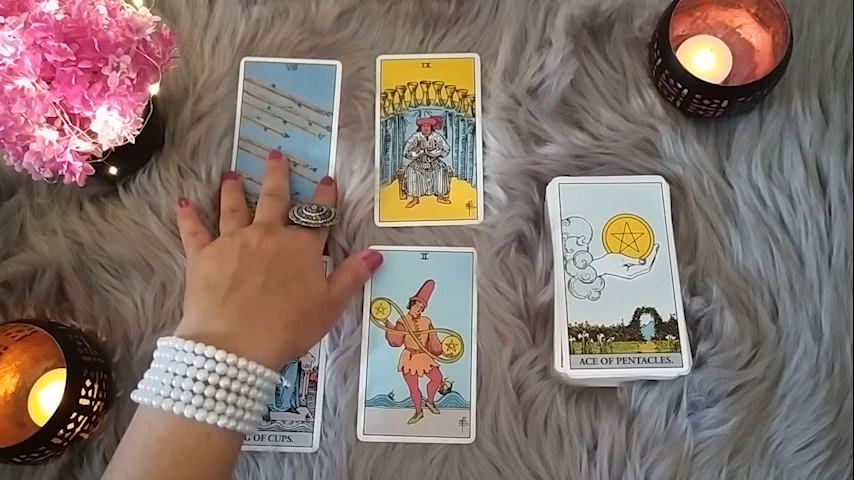 VIII
IX
II
G OF CUPS.
ACE OF PENTACLES.